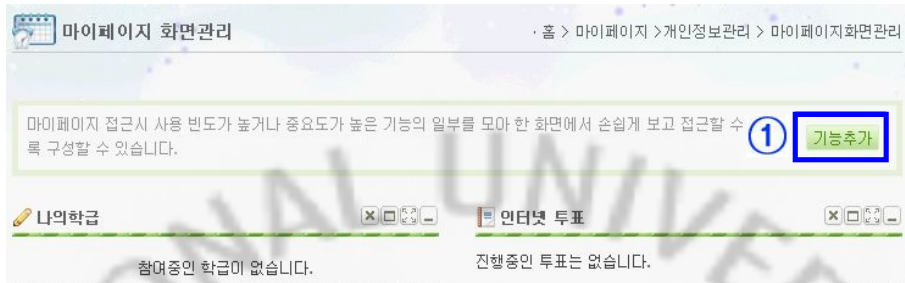 마이페이지 화면관리
· 홈 > 마이페이지 >개인정보관리 > 마이페이지화면관리
마이페이지 접근시 사용 빈도가 높거나 중요도가 높은 기능의 일부를 모아 한 화면에서 손쉽게 보고 접근할 수
록 구성할 수 있습니다.
① 기능추가
나의학급
인터넷 투표
참여중인 학급이 없습니다.
진행중인 투표는 없습니다.
ONAL UNIVER